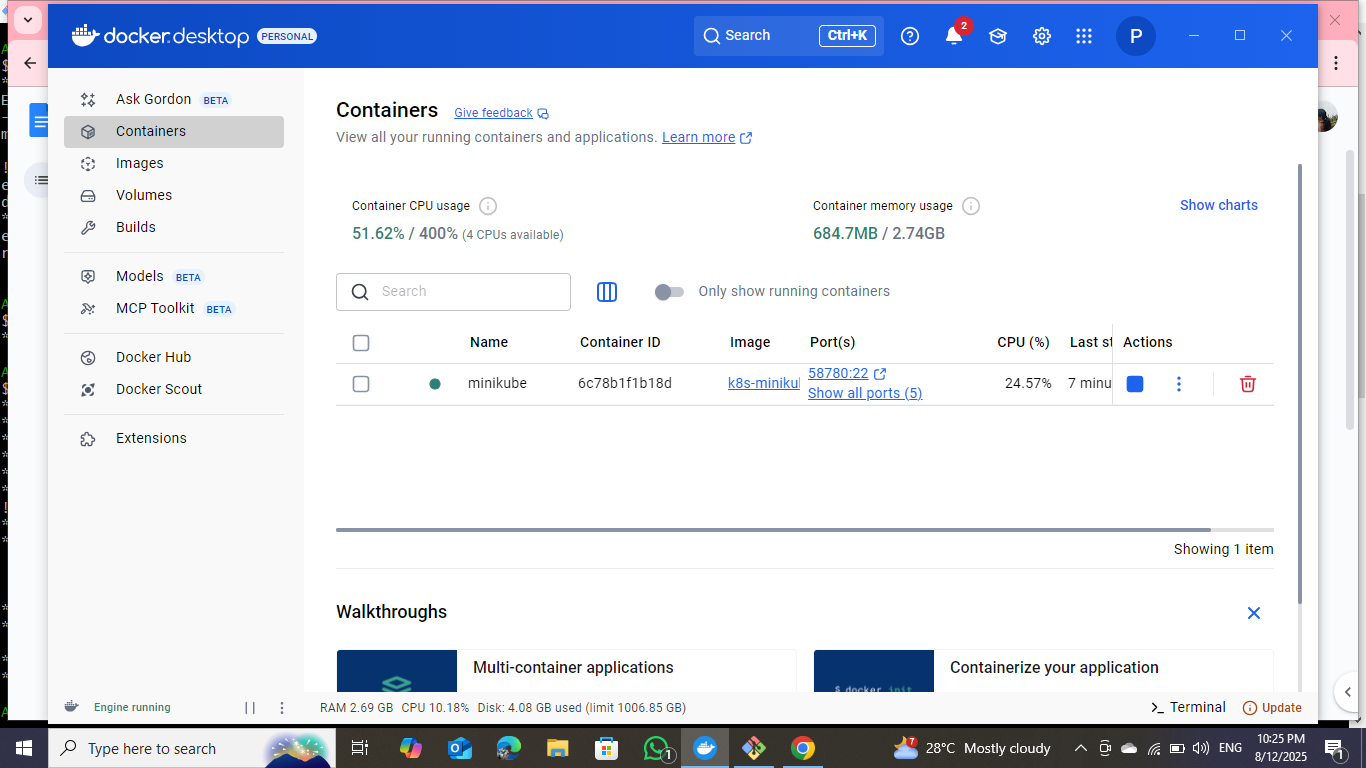 docker.desktop PERSONAL
Search Ctrl+K
2
P
Ask Gordon BETA
Containers
Images
Volumes
Builds
Models BETA
MCP Toolkit BETA
Docker Hub
Docker Scout
Extensions
Containers Give feedback
View all your running containers and applications. Learn more
Container CPU usage
51.62% / 400% (4 CPUs available)
Container memory usage
684.7MB / 2.74GB
Show charts
Search
Only show running containers
Name Container ID Image Port(s) CPU (%) Last st Actions
minikube 6c78b1f1b18d k8s-miniku 58780:22 24.57% 7 minu
Show all ports (5)
Showing 1 item
Walkthroughs
Multi-container applications
Containerize your application
$ docker init
Engine running
RAM 2.69 GB CPU 10.18% Disk: 4.08 GB used (limit 1006.85 GB)
Terminal
Update
Type here to search
1
7
28°C Mostly cloudy
ENG
10:25 PM
8/12/2025
1